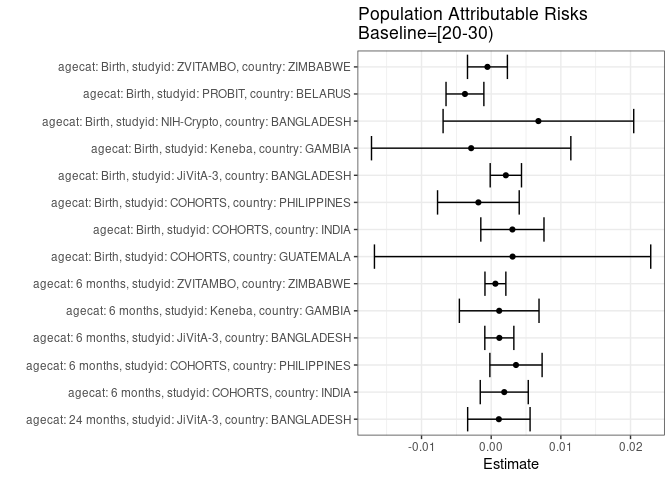 Population Attributable Risks
Baseline=[20-30)
agecat: Birth, studyid: ZVITAMBO, country: ZIMBABWE
agecat: Birth, studyid: PROBIT, country: BELARUS
agecat: Birth, studyid: NIH-Crypto, country: BANGLADESH
agecat: Birth, studyid: Keneba, country: GAMBIA
agecat: Birth, studyid: JiVitA-3, country: BANGLADESH
agecat: Birth, studyid: COHORTS, country: PHILIPPINES
agecat: Birth, studyid: COHORTS, country: INDIA
agecat: Birth, studyid: COHORTS, country: GUATEMALA
agecat: 6 months, studyid: ZVITAMBO, country: ZIMBABWE
agecat: 6 months, studyid: Keneba, country: GAMBIA
agecat: 6 months, studyid: JiVitA-3, country: BANGLADESH
agecat: 6 months, studyid: COHORTS, country: PHILIPPINES
agecat: 6 months, studyid: COHORTS, country: INDIA
agecat: 24 months, studyid: JiVitA-3, country: BANGLADESH
-0.01 0.00 0.01 0.02
Estimate